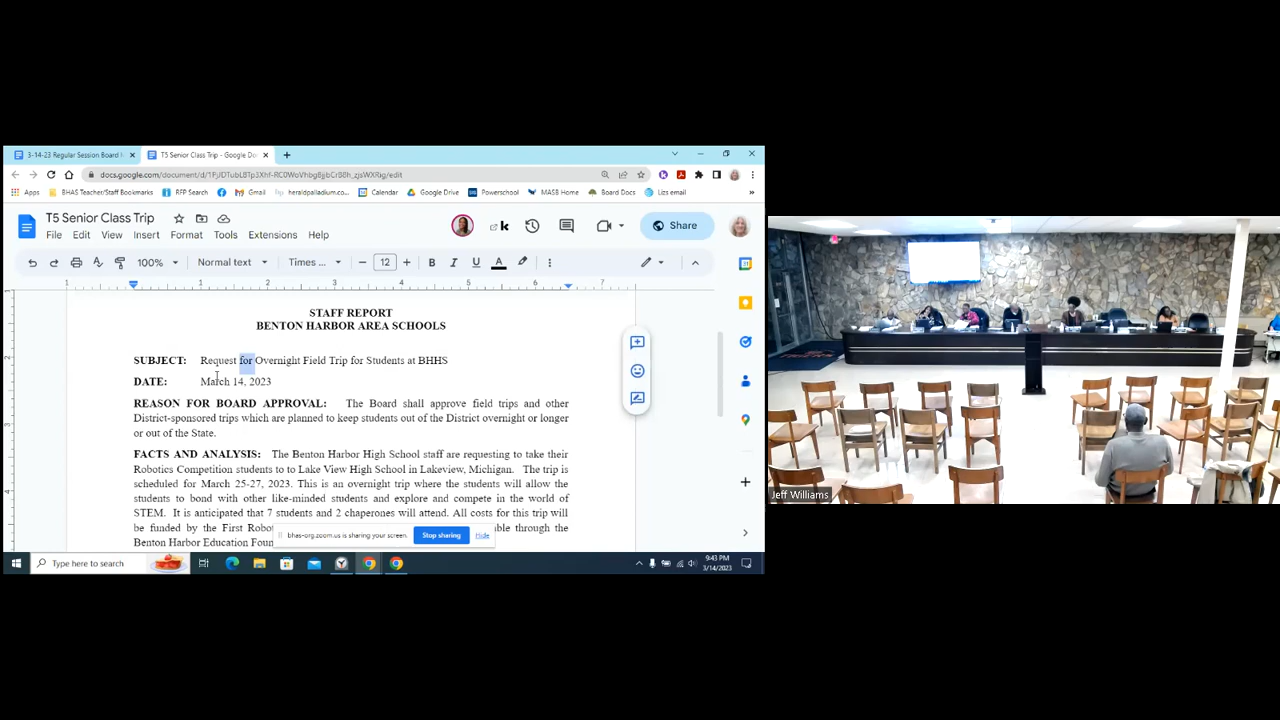 3-14-23 Regular Session Board
T5 Senior Class Trip - Google Do
Apps BHAS Teacher/Staff Bookmarks RFP Search Gmail heraldpalladium.com Calendar Google Drive Powerschool MASB Home Board Docs Lizs email
T5 Senior Class Trip
File Edit View Insert Format Tools Extensions Help
Share
100% Normal text Times ... 12 B I U A
1 1 2 3 4 5 6 7
STAFF REPORT
BENTON HARBOR AREA SCHOOLS
SUBJECT: Request for Overnight Field Trip for Students at BHHS
DATE: March 14, 2023
REASON FOR BOARD APPROVAL: The Board shall approve field trips and other
District-sponsored trips which are planned to keep students out of the District overnight or longer
or out of the State.
FACTS AND ANALYSIS: The Benton Harbor High School staff are requesting to take their
Robotics Competition students to to Lake View High School in Lakeview, Michigan. The trip is
scheduled for March 25-27, 2023. This is an overnight trip where the students will allow the
students to bond with other like-minded students and explore and compete in the world of
STEM. It is anticipated that 7 students and 2 chaperones will attend. All costs for this trip will
be funded by the First Robot ble through the
Benton Harbor Education Foun
bhas-org.zoom.us is sharing your screen. Stop sharing Hide
Type here to search
9:43 PM
3/14/2023
Jeff Williams